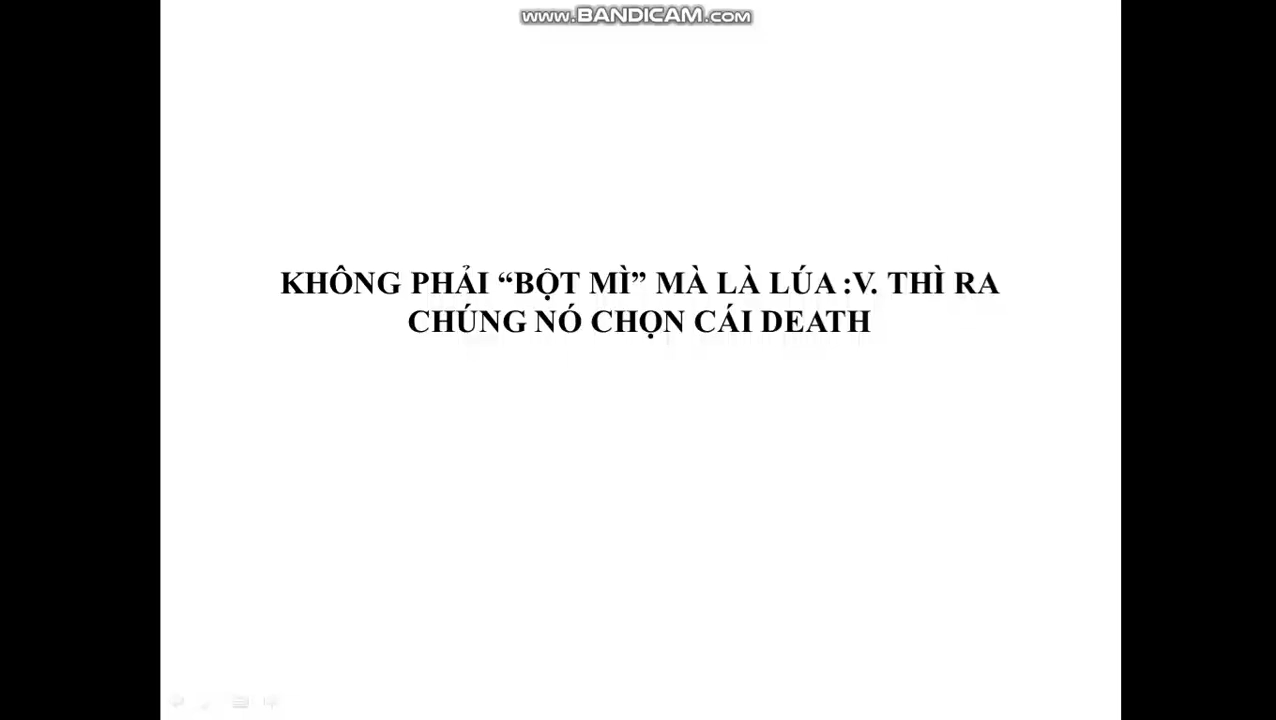 www.BANDICAM.com
KHÔNG PHẢI “BỘT MÌ” MÀ LÀ LÚA :V. THÌ RA
CHÚNG NÓ CHỌN CÁI DEATH